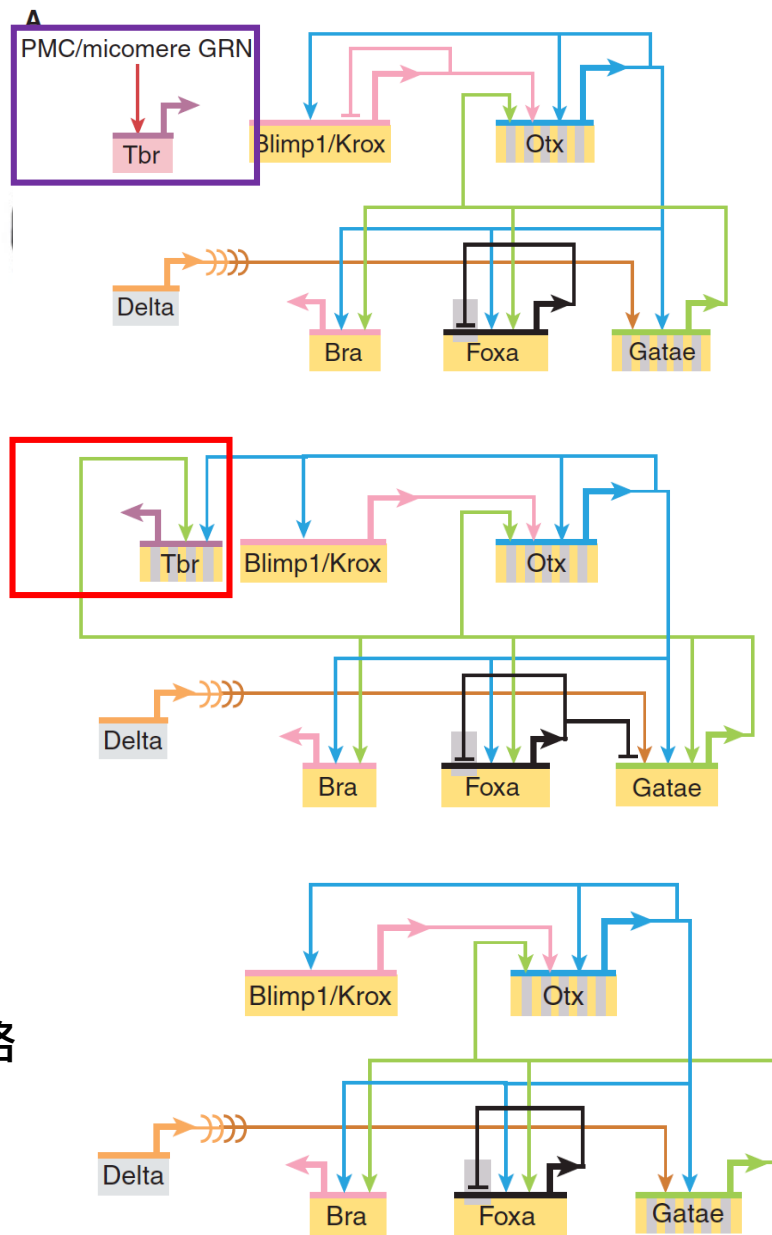 A
PMC/micomere GRN
Tbr
Blimp1/Krox
Otx
Delta
Bra
Foxa
Gatae
Tbr
Blimp1/Krox
Otx
Delta
Bra
Foxa
Gatae
Blimp1/Krox
Otx
Delta
Bra
Foxa
Gatae